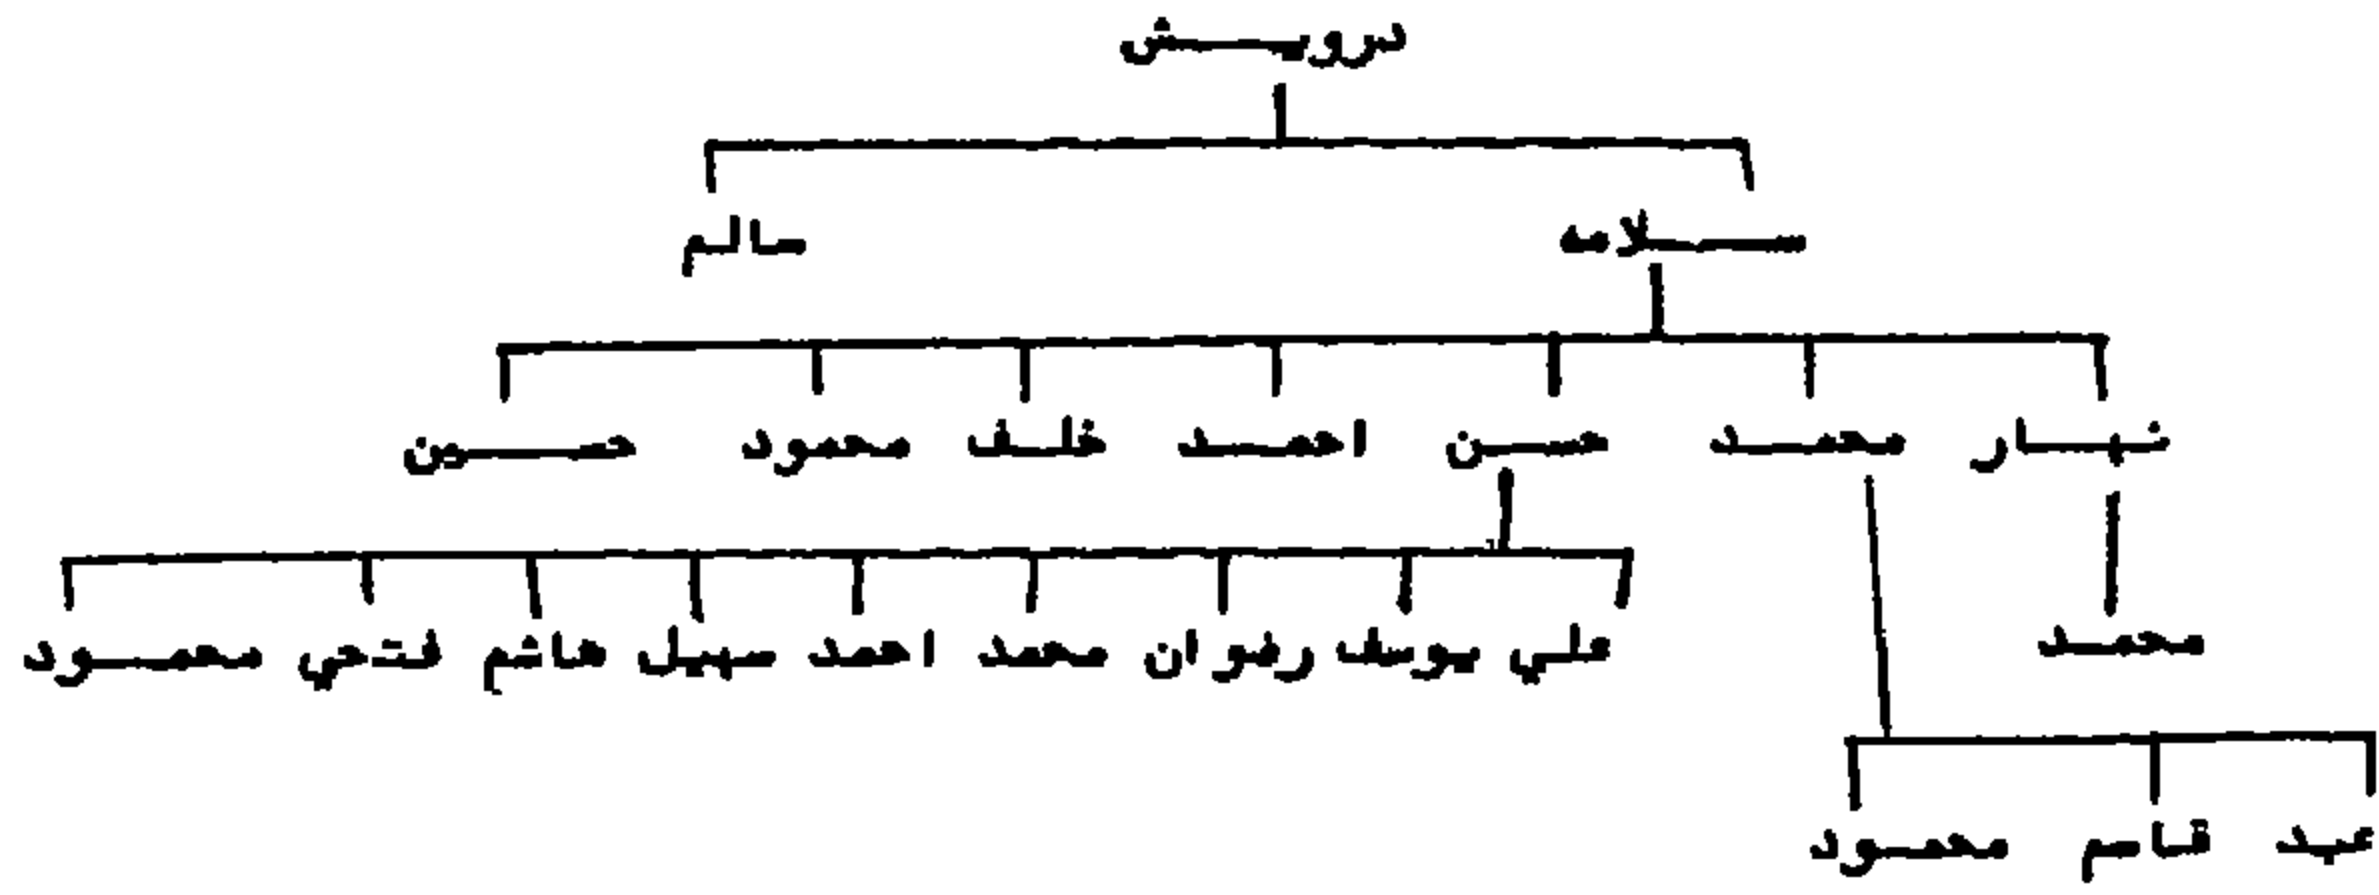 درويش
سلامه سالم
نهار محمد حسن احمد خلف محمود حسين
علي يوسف رضوان محمد احمد سهيل هاشم فتحي محمود
محمد
عبد قاسم محمود